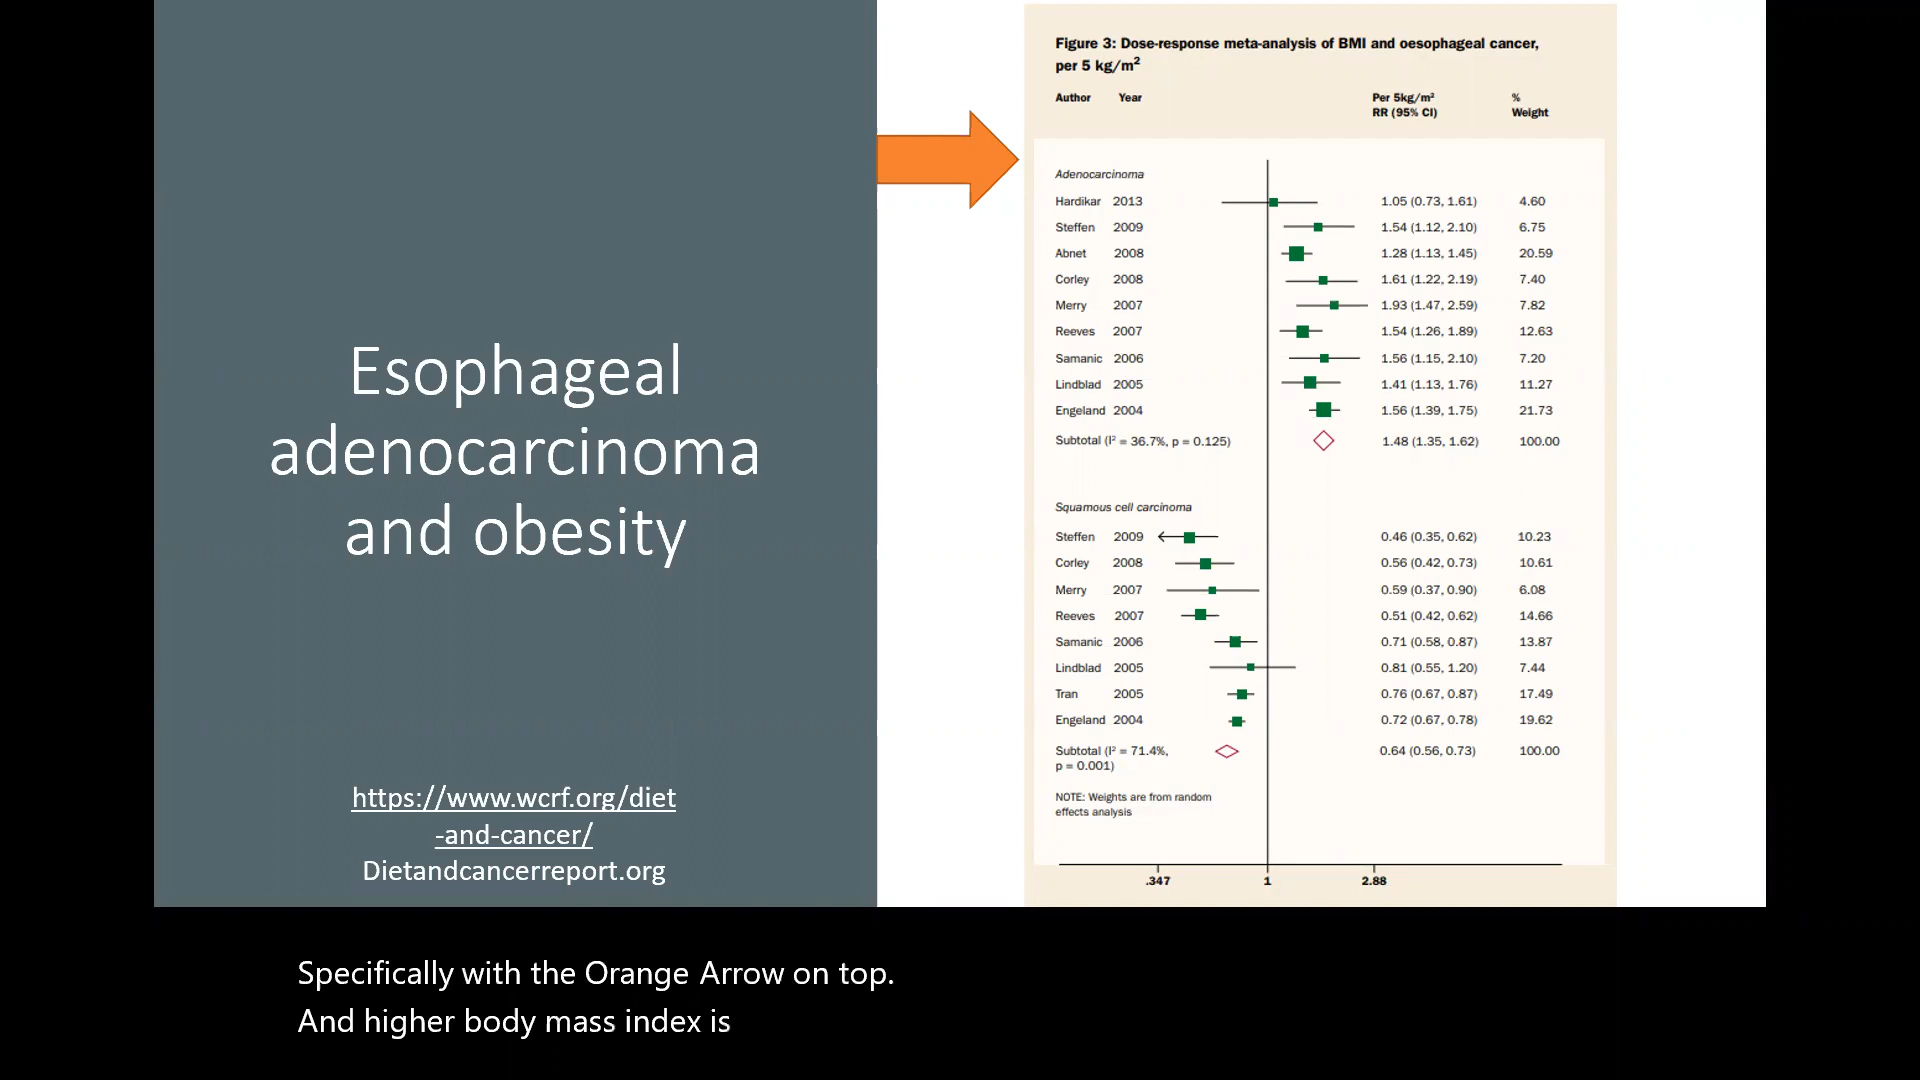 Esophageal
adenocarcinoma
and obesity
https://www.wcrf.org/diet
-and-cancer/
Dietandcancerreport.org
Figure 3: Dose-response meta-analysis of BMI and oesophageal cancer,
per 5 kg/m²
Author Year Per 5kg/m² %
RR (95% CI) Weight
Adenocarcinoma
Hardikar 2013 1.05 (0.73, 1.61) 4.60
Steffen 2009 1.54 (1.12, 2.10) 6.75
Abnet 2008 1.28 (1.13, 1.45) 20.59
Corley 2008 1.61 (1.22, 2.19) 7.40
Merry 2007 1.93 (1.47, 2.59) 7.82
Reeves 2007 1.54 (1.26, 1.89) 12.63
Samanic 2006 1.56 (1.15, 2.10) 7.20
Lindblad 2005 1.41 (1.13, 1.76) 11.27
Engeland 2004 1.56 (1.39, 1.75) 21.73
Subtotal (I² = 36.7%, p = 0.125) 1.48 (1.35, 1.62) 100.00
Squamous cell carcinoma
Steffen 2009 0.46 (0.35, 0.62) 10.23
Corley 2008 0.56 (0.42, 0.73) 10.61
Merry 2007 0.59 (0.37, 0.90) 6.08
Reeves 2007 0.51 (0.42, 0.62) 14.66
Samanic 2006 0.71 (0.58, 0.87) 13.87
Lindblad 2005 0.81 (0.55, 1.20) 7.44
Tran 2005 0.76 (0.67, 0.87) 17.49
Engeland 2004 0.72 (0.67, 0.78) 19.62
Subtotal (I² = 71.4%, 0.64 (0.56, 0.73) 100.00
p = 0.001)
NOTE: Weights are from random
effects analysis
.347 1 2.88
Specifically with the Orange Arrow on top.
And higher body mass index is